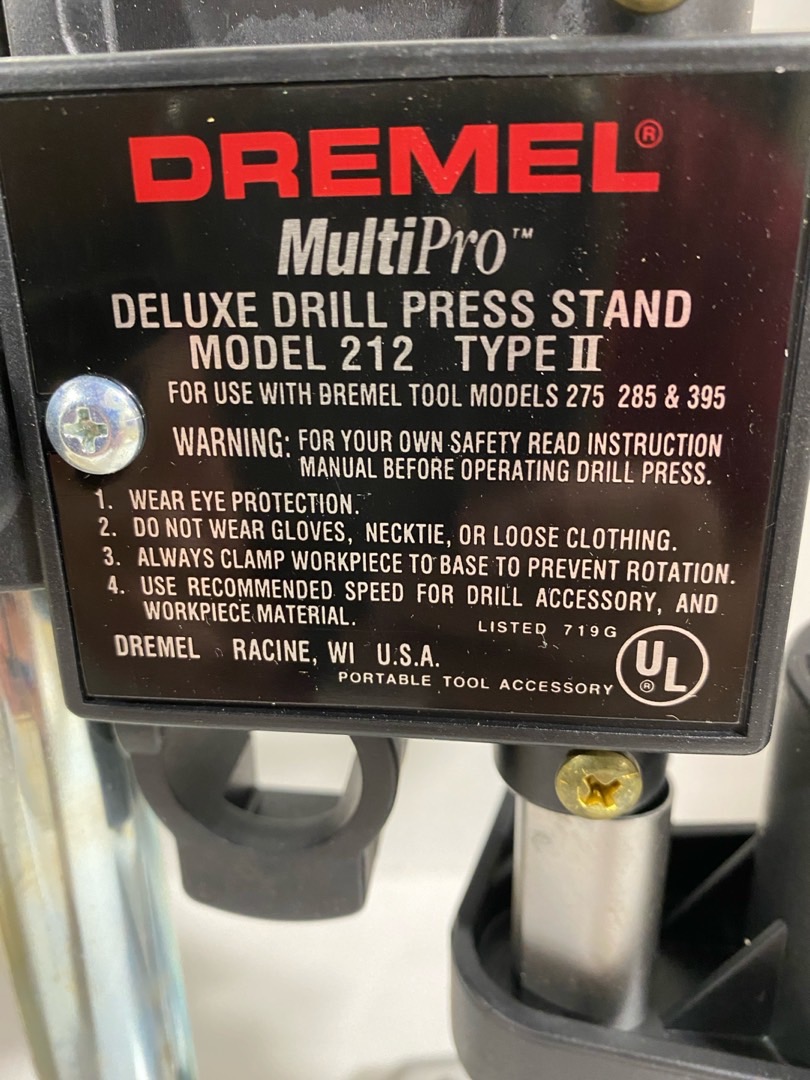 DREMEL®
MultiPro™
DELUXE DRILL PRESS STAND
MODEL 212 TYPE II
FOR USE WITH DREMEL TOOL MODELS 275 285 & 395
WARNING: FOR YOUR OWN SAFETY READ INSTRUCTION
MANUAL BEFORE OPERATING DRILL PRESS.
1. WEAR EYE PROTECTION.
2. DO NOT WEAR GLOVES, NECKTIE, OR LOOSE CLOTHING.
3. ALWAYS CLAMP WORKPIECE TO BASE TO PREVENT ROTATION.
4. USE RECOMMENDED SPEED FOR DRILL ACCESSORY, AND
WORKPIECE MATERIAL.
LISTED 719G
DREMEL RACINE, WI U.S.A.
PORTABLE TOOL ACCESSORY
UL®